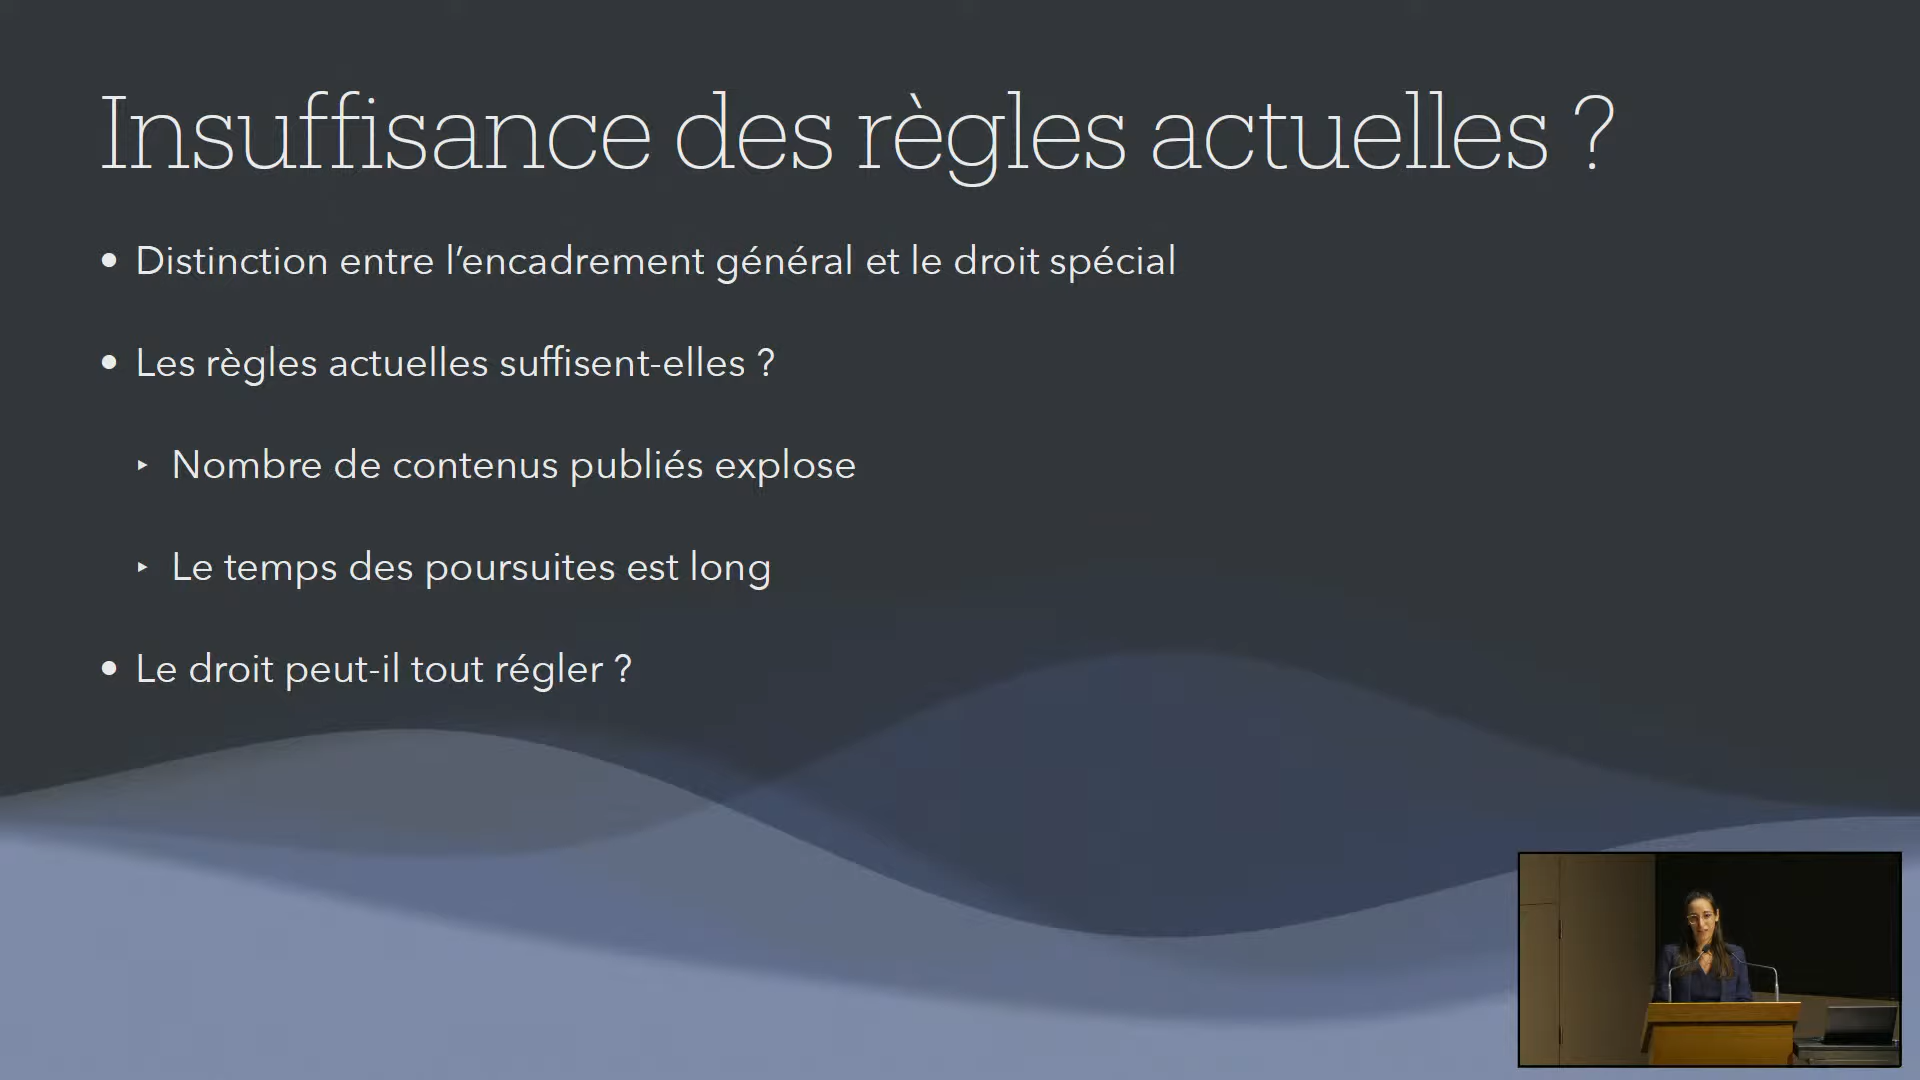 Insuffisance des règles actuelles ?
• Distinction entre l’encadrement général et le droit spécial
• Les règles actuelles suffisent-elles ?
‣ Nombre de contenus publiés explose
‣ Le temps des poursuites est long
• Le droit peut-il tout régler ?